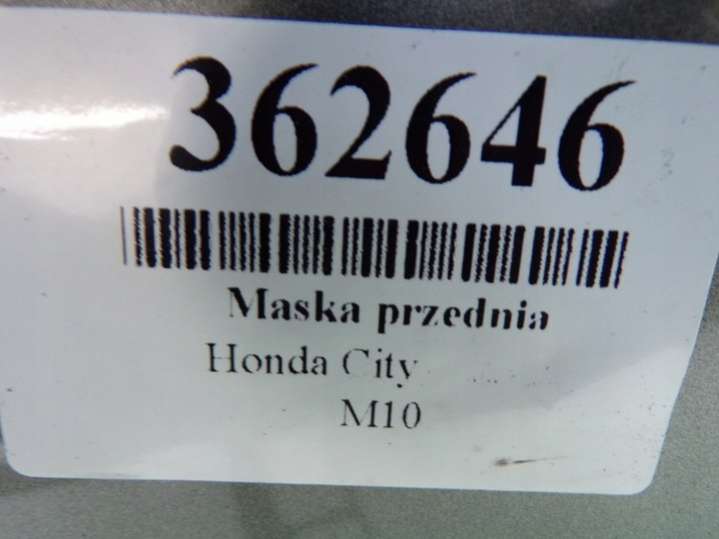 362646
Maska przednia
Honda City
M10